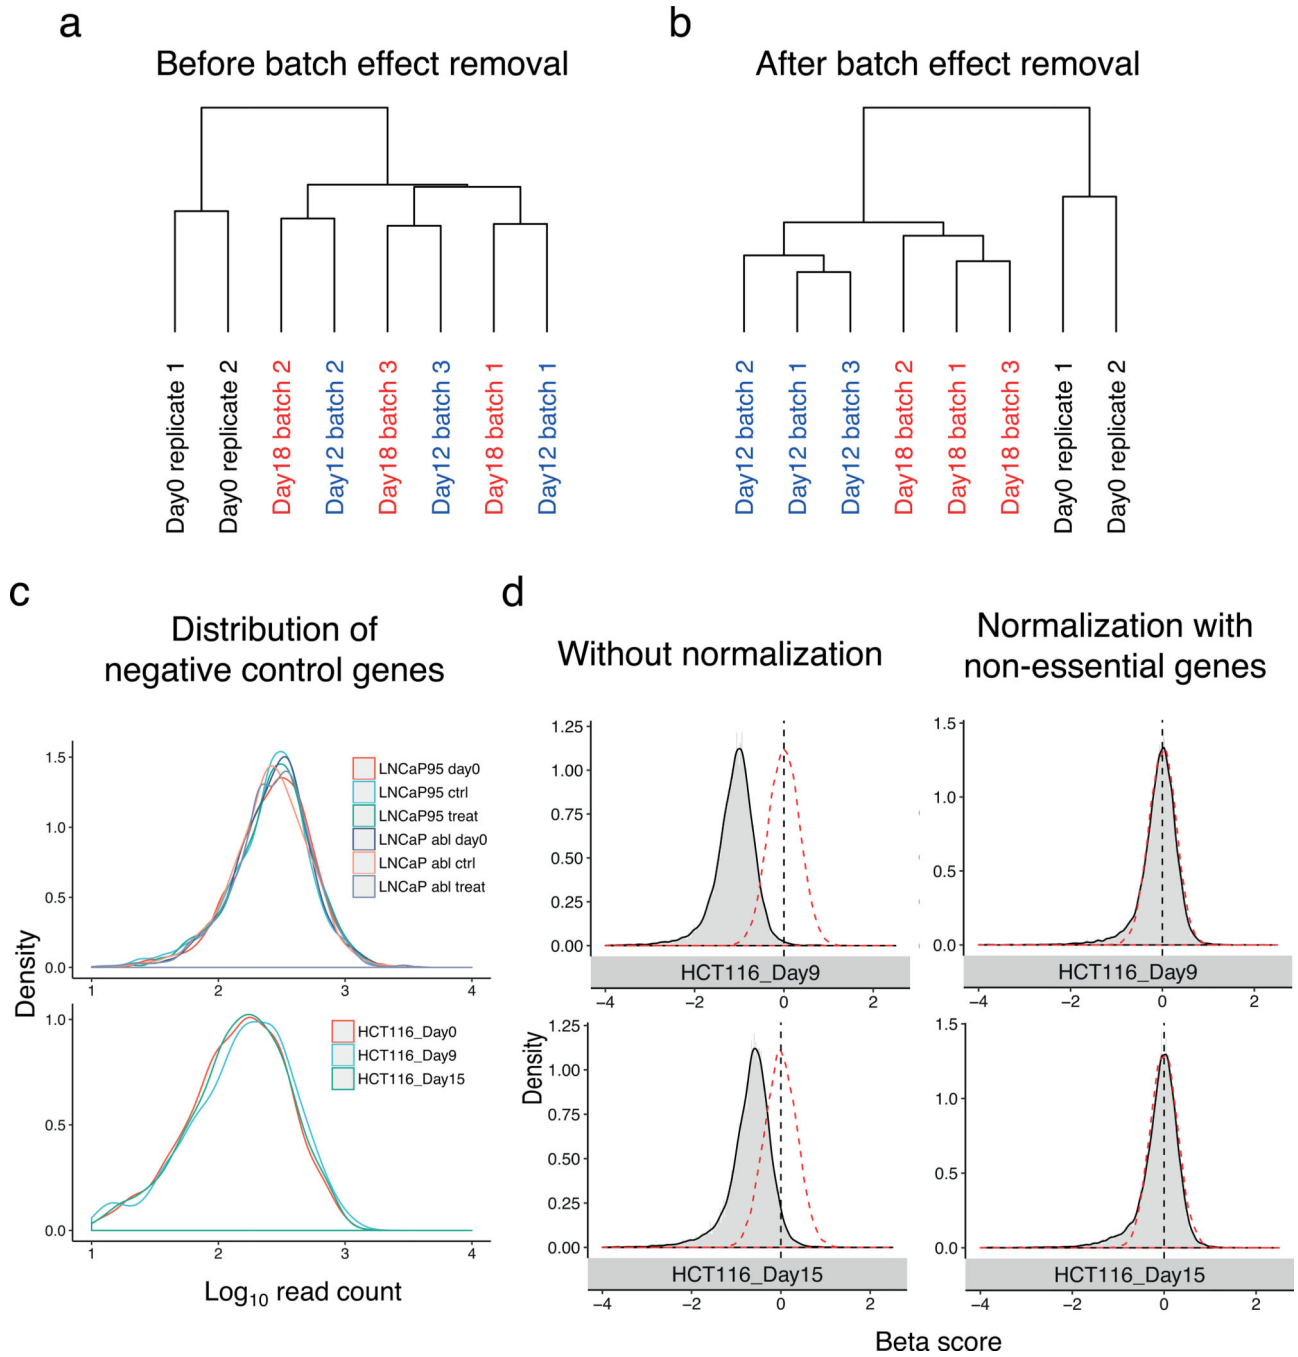 a
Before batch effect removal
Day0 replicate 1
Day0 replicate 2
Day18 batch 2
Day12 batch 2
Day18 batch 3
Day12 batch 3
Day18 batch 1
Day12 batch 1
b
After batch effect removal
Day12 batch 2
Day12 batch 1
Day12 batch 3
Day18 batch 2
Day18 batch 1
Day18 batch 3
Day0 replicate 1
Day0 replicate 2
c
Distribution of
negative control genes
Density
1.5
1.0
0.5
0.0
1 2 3 4
LNCaP95 day0
LNCaP95 ctrl
LNCaP95 treat
LNCaP abl day0
LNCaP abl ctrl
LNCaP abl treat
1.0
0.5
0.0
1 2 3 4
HCT116_Day0
HCT116_Day9
HCT116_Day15
Log10 read count
d
Without normalization
Normalization with
non-essential genes
Density
1.25
1.00
0.75
0.50
0.25
0.00
HCT116_Day9
−4 −2 0 2
1.5
1.0
0.5
0.0
HCT116_Day9
−4 −2 0 2
1.25
1.00
0.75
0.50
0.25
0.00
HCT116_Day15
−4 −2 0 2
1.5
1.0
0.5
0.0
HCT116_Day15
−4 −2 0 2
Beta score